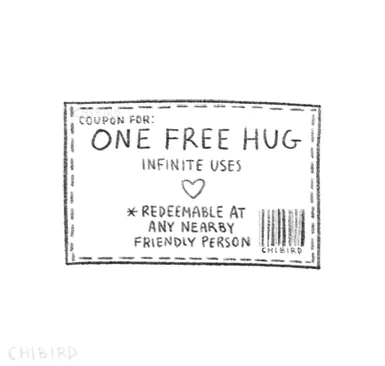 COUPON FOR:
ONE FREE HUG
INFINITE USES
* REDEEMABLE AT
ANY NEARBY
FRIENDLY PERSON
CHIBIRD
CHIBIRD